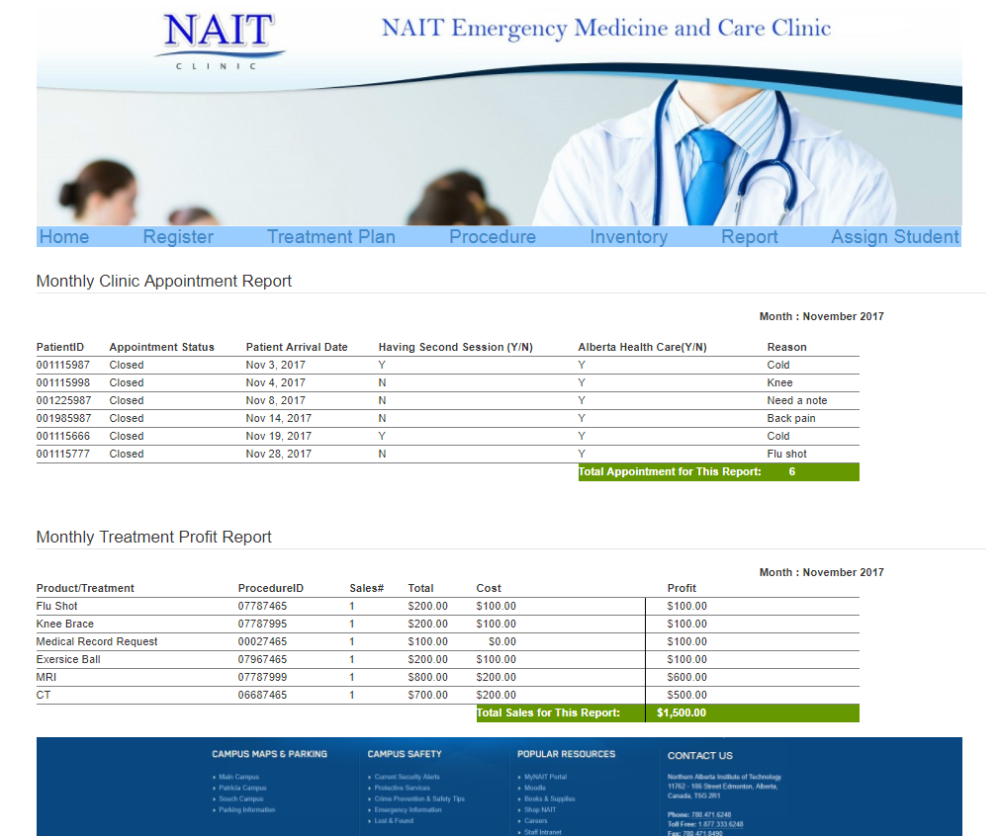 NAIT
CLINIC
NAIT Emergency Medicine and Care Clinic
Home Register Treatment Plan Procedure Inventory Report Assign Student
Monthly Clinic Appointment Report
Month : November 2017
PatientID Appointment Status Patient Arrival Date Having Second Session (Y/N) Alberta Health Care(Y/N) Reason
001115987 Closed Nov 3, 2017 Y Y Cold
001115998 Closed Nov 4, 2017 N Y Knee
001225987 Closed Nov 8, 2017 N Y Need a note
001985987 Closed Nov 14, 2017 N Y Back pain
001115666 Closed Nov 19, 2017 Y Y Cold
001115777 Closed Nov 28, 2017 N Y Flu shot
Total Appointment for This Report: 6
Monthly Treatment Profit Report
Month : November 2017
Product/Treatment ProcedureID Sales# Total Cost Profit
Flu Shot 07787465 1 $200.00 $100.00 $100.00
Knee Brace 07787995 1 $200.00 $100.00 $100.00
Medical Record Request 00027465 1 $100.00 $0.00 $100.00
Exersice Ball 07967465 1 $200.00 $100.00 $100.00
MRI 07787999 1 $800.00 $200.00 $600.00
CT 06687465 1 $700.00 $200.00 $500.00
Total Sales for This Report: $1,500.00
CAMPUS MAPS & PARKING CAMPUS SAFETY POPULAR RESOURCES CONTACT US
Main Campus Current Security Alerts MyNAIT Portal Northern Alberta Institute of Technology
Patricia Campus Protective Services Moodle 11762 - 106 Street Edmonton, Alberta,
Souch Campus Crime Prevention & Safety Tips Books & Supplies Canada, T5G 2R1
Parking Information Emergency Information Shop NAIT
Phone: 780.471.6248
Lost & Found Careers Toll Free: 1.877.333.6248
Staff Intranet Fax: 780.471.8490